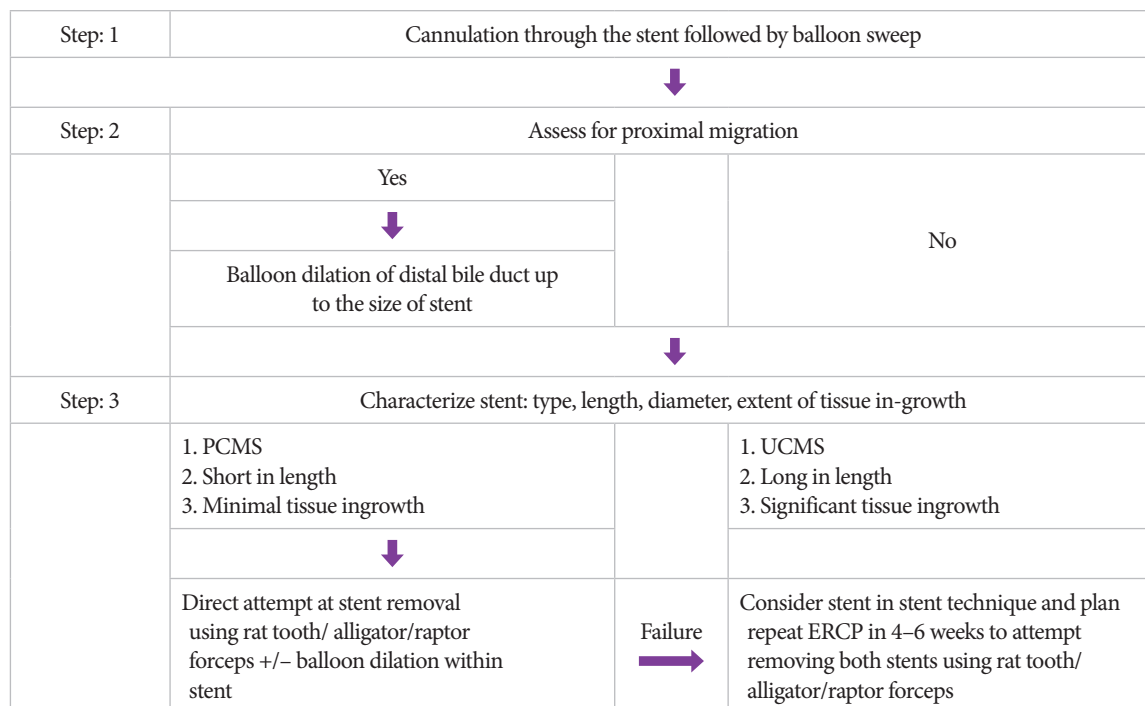 Step: 1
Cannulation through the stent followed by balloon sweep
Step: 2
Assess for proximal migration
Yes
No
Balloon dilation of distal bile duct up
to the size of stent
Step: 3
Characterize stent: type, length, diameter, extent of tissue in-growth
1. PCMS
2. Short in length
3. Minimal tissue ingrowth
1. UCMS
2. Long in length
3. Significant tissue ingrowth
Direct attempt at stent removal
using rat tooth/ alligator/raptor
forceps +/– balloon dilation within
stent
Failure
Consider stent in stent technique and plan
repeat ERCP in 4–6 weeks to attempt
removing both stents using rat tooth/
alligator/raptor forceps